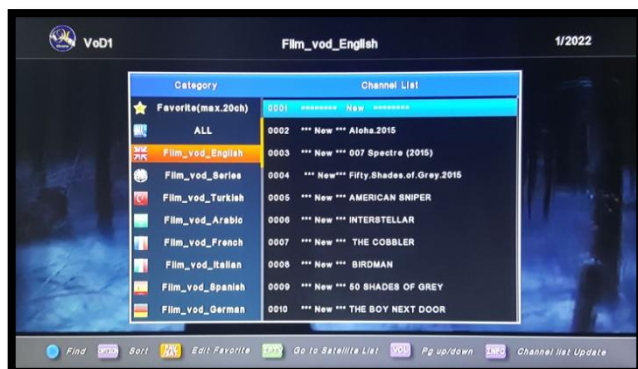 VoD1
Film_vod_English
1/2022
Category
Channel List
Favorite(max.20ch)
0001 ======== New ========
ALL
0002 *** New *** Aloha.2015
Film_vod_English
0003 *** New *** 007 Spectre (2015)
Film_vod_Series
0004 *** New*** Fifty.Shades.of.Grey.2015
Film_vod_Turkish
0005 *** New *** AMERICAN SNIPER
Film_vod_Arabic
0006 *** New *** INTERSTELLAR
Film_vod_French
0007 *** New *** THE COBBLER
Film_vod_Italian
0008 *** New *** BIRDMAN
Film_vod_Spanish
0009 *** New *** 50 SHADES OF GREY
Film_vod_German
0010 *** New *** THE BOY NEXT DOOR
Find
OPTION Sort
FAV Edit Favorite
Go to Satellite List
VOL Pg up/down
INFO Channel list Update